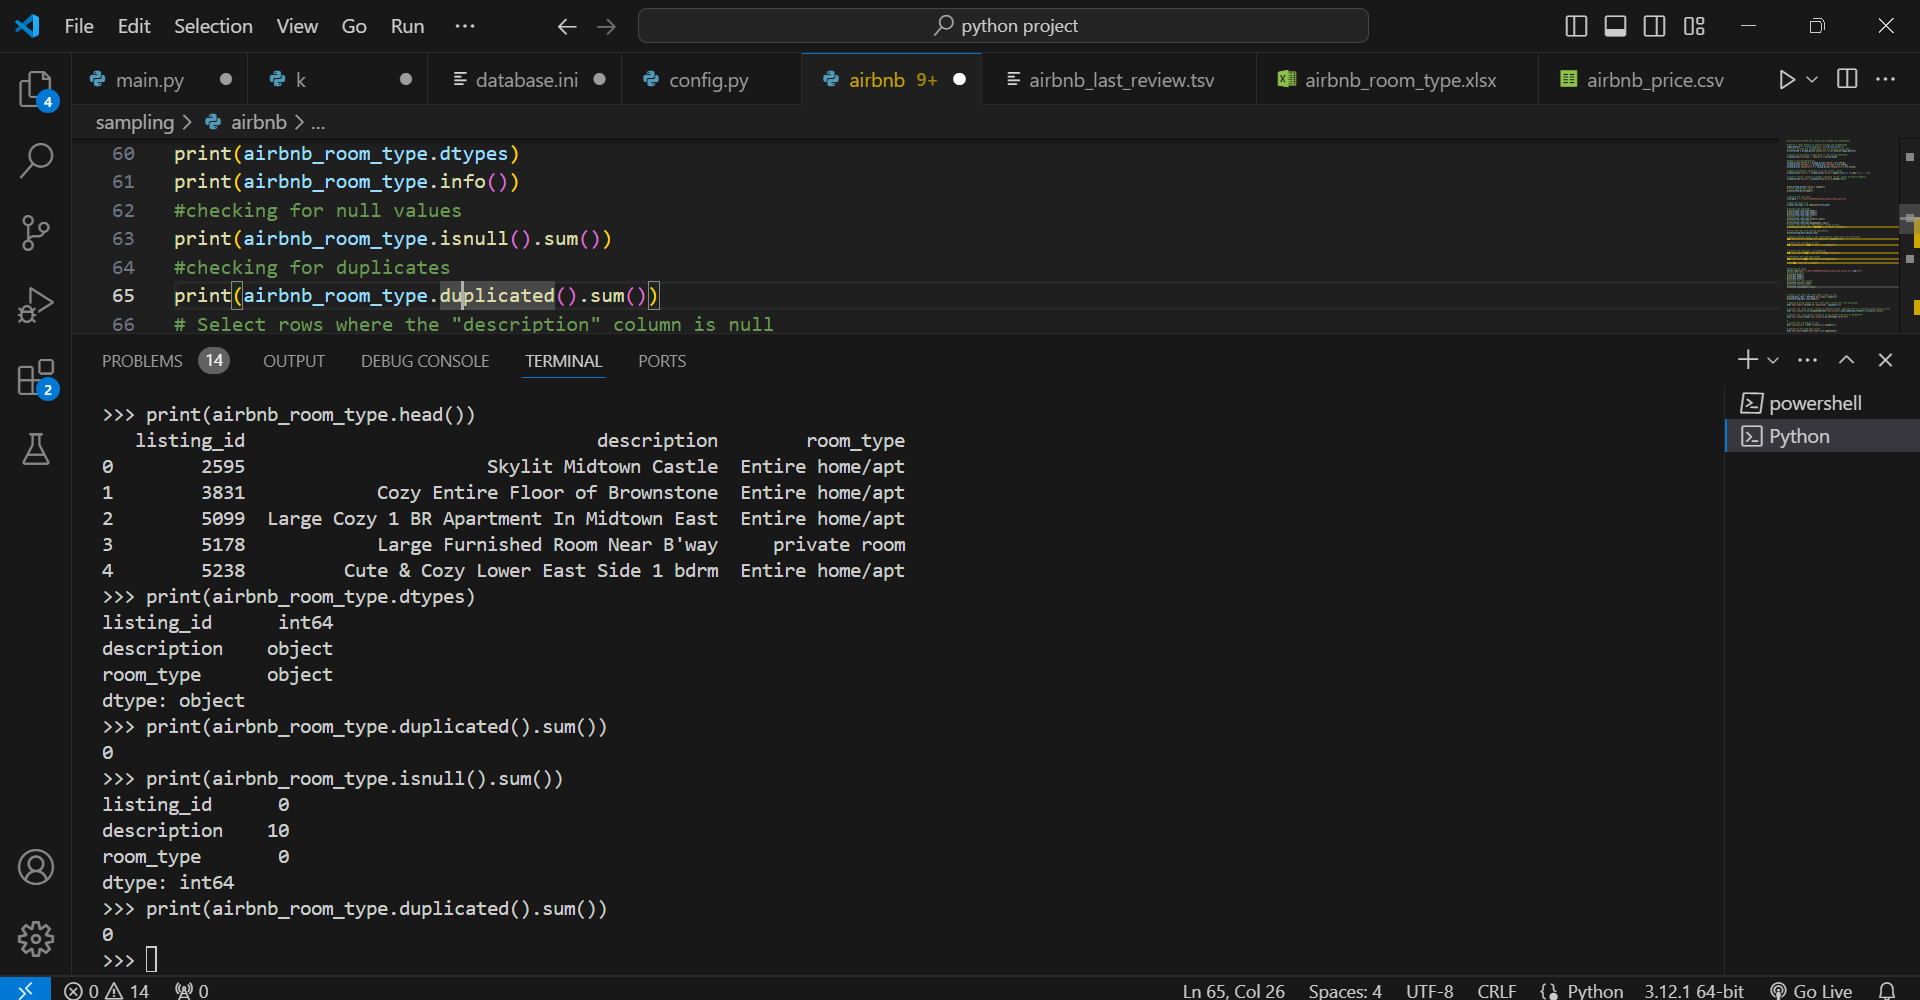 File Edit Selection View Go Run ··· python project
4
main.py k database.ini config.py airbnb 9+ airbnb_last_review.tsv airbnb_room_type.xlsx airbnb_price.csv
sampling > airbnb > ...
60 print(airbnb_room_type.dtypes)
61 print(airbnb_room_type.info())
62 #checking for null values
63 print(airbnb_room_type.isnull().sum())
64 #checking for duplicates
65 print(airbnb_room_type.duplicated().sum())
66 # Select rows where the "description" column is null
PROBLEMS 14 OUTPUT DEBUG CONSOLE TERMINAL PORTS
2
powershell
Python
>>> print(airbnb_room_type.head())
listing_id description room_type
0 2595 Skylit Midtown Castle Entire home/apt
1 3831 Cozy Entire Floor of Brownstone Entire home/apt
2 5099 Large Cozy 1 BR Apartment In Midtown East Entire home/apt
3 5178 Large Furnished Room Near B'way private room
4 5238 Cute & Cozy Lower East Side 1 bdrm Entire home/apt
>>> print(airbnb_room_type.dtypes)
listing_id int64
description object
room_type object
dtype: object
>>> print(airbnb_room_type.duplicated().sum())
0
>>> print(airbnb_room_type.isnull().sum())
listing_id 0
description 10
room_type 0
dtype: int64
>>> print(airbnb_room_type.duplicated().sum())
0
>>>
0 14 0 Ln 65, Col 26 Spaces: 4 UTF-8 CRLF {} Python 3.12.1 64-bit Go Live